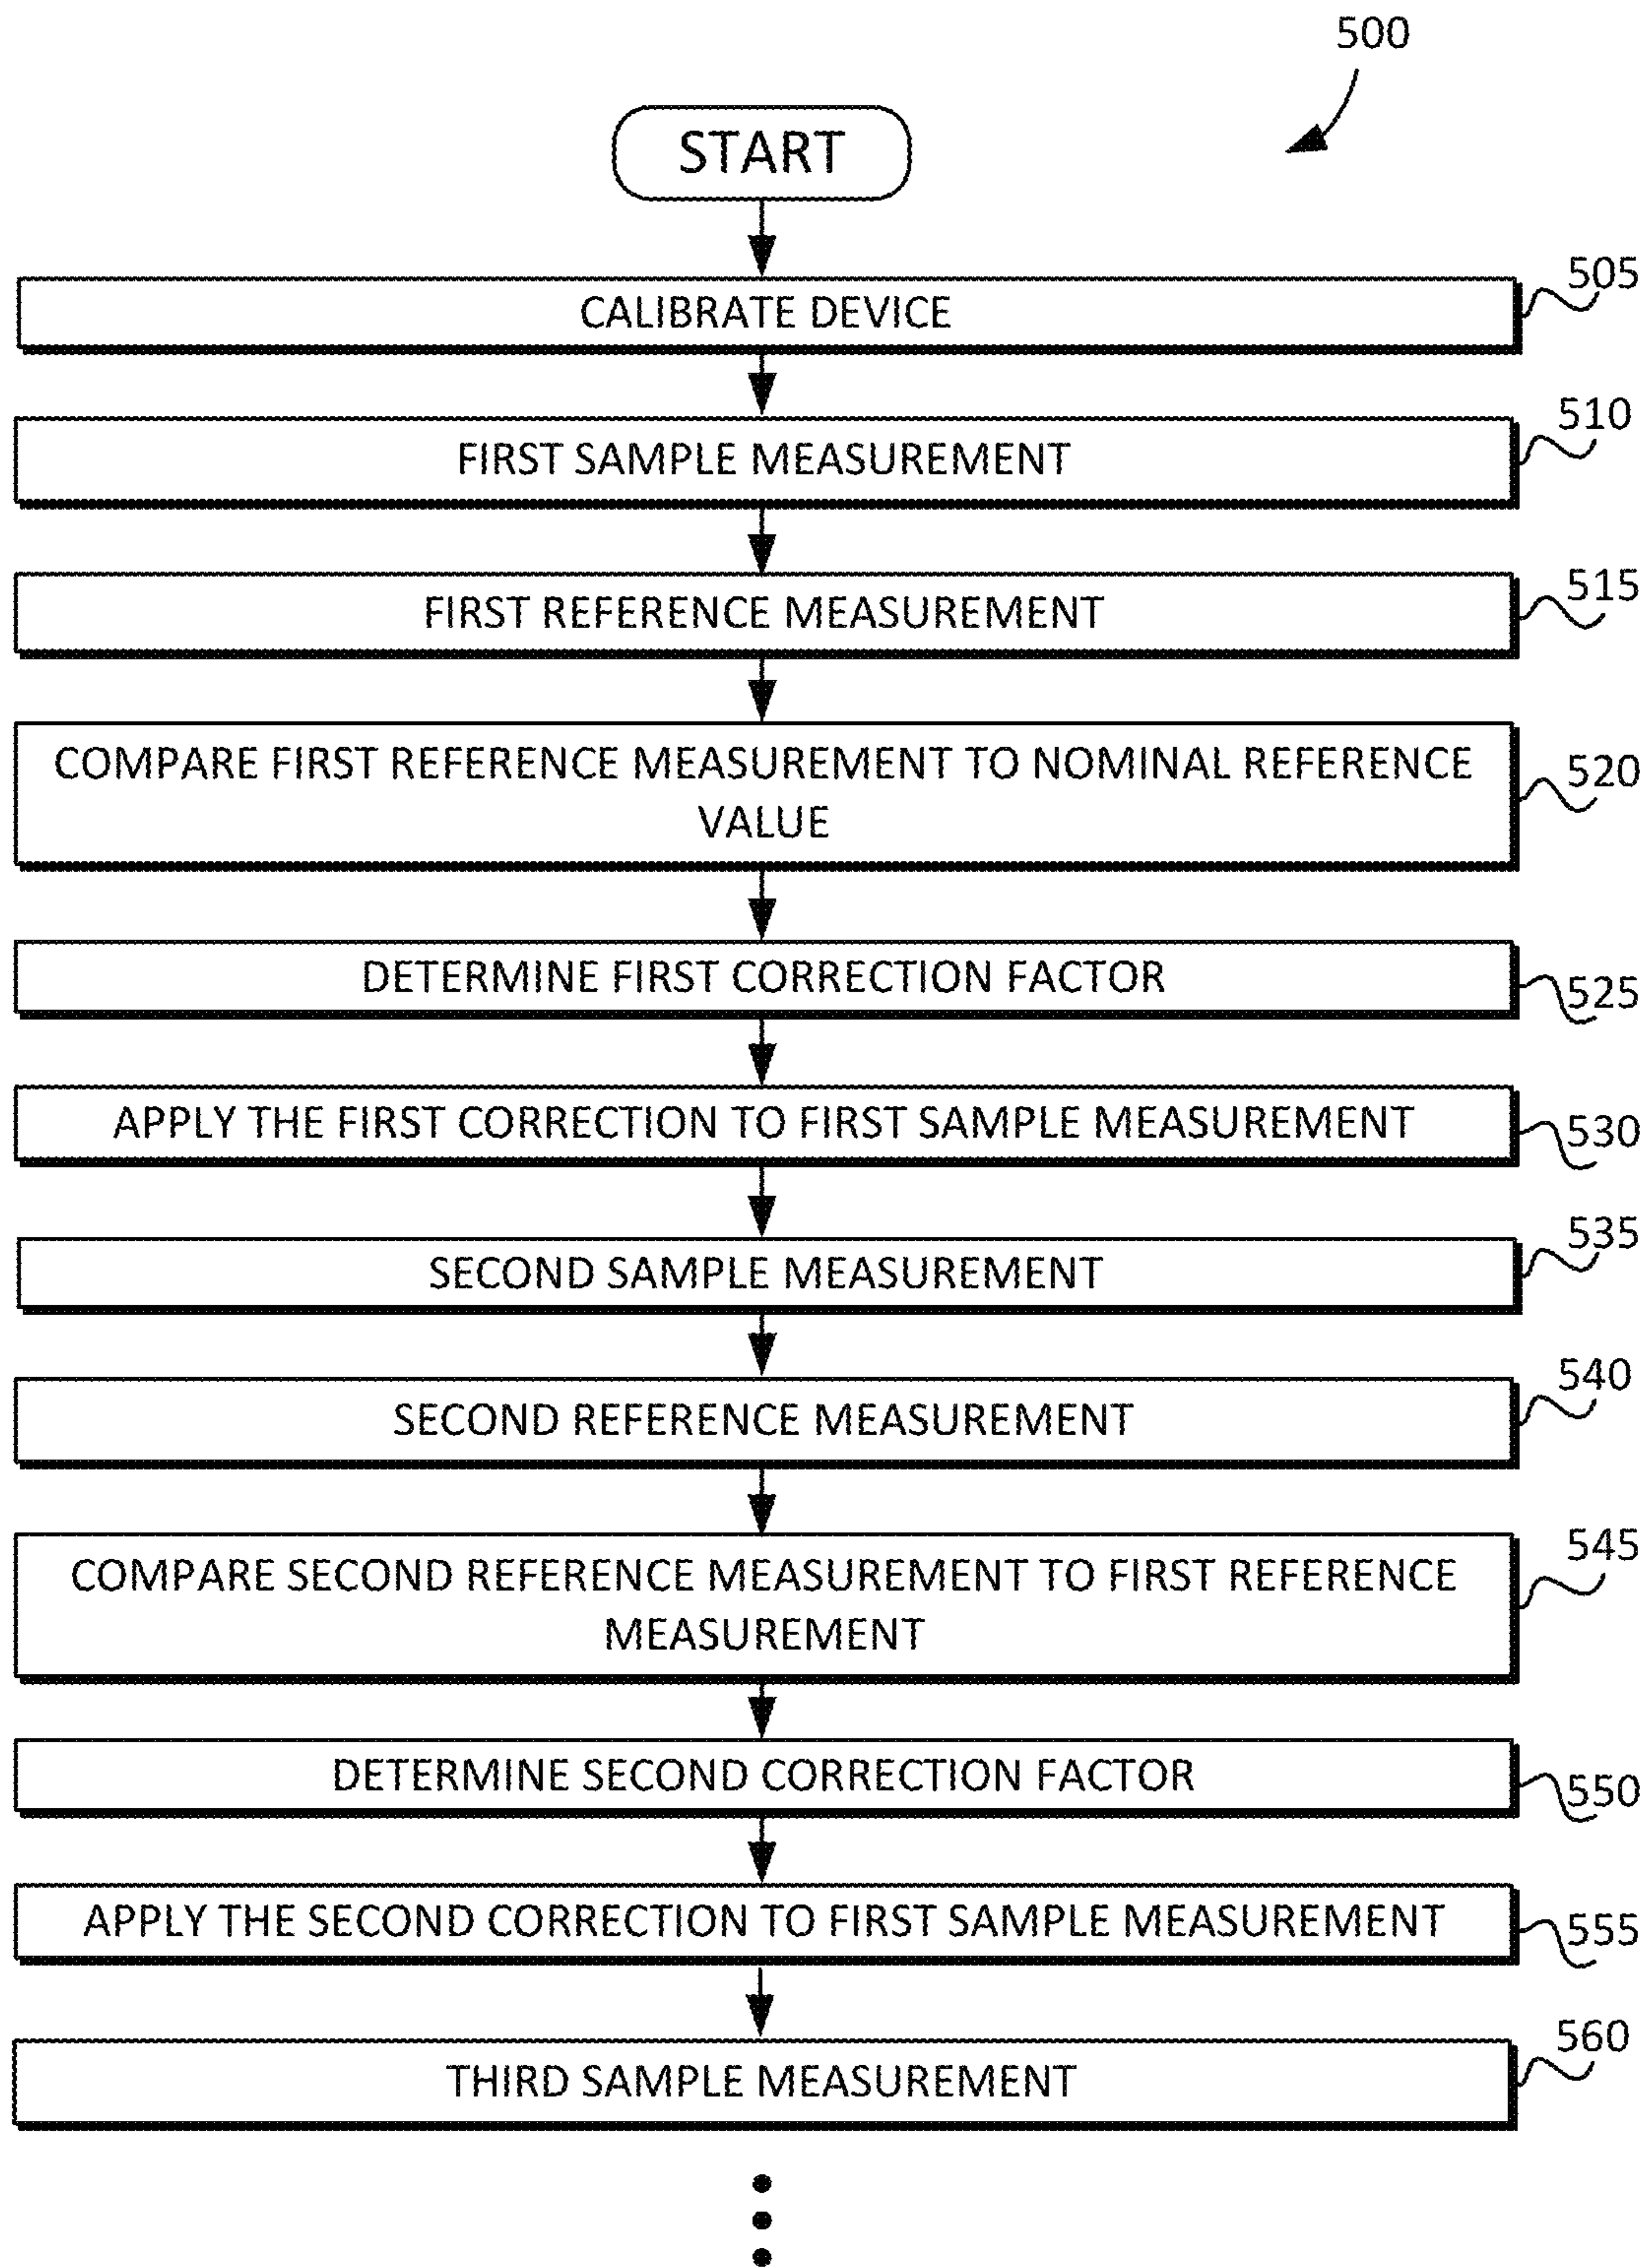 500
START
CALIBRATE DEVICE
505
FIRST SAMPLE MEASUREMENT
510
FIRST REFERENCE MEASUREMENT
515
COMPARE FIRST REFERENCE MEASUREMENT TO NOMINAL REFERENCE
VALUE
520
DETERMINE FIRST CORRECTION FACTOR
525
APPLY THE FIRST CORRECTION TO FIRST SAMPLE MEASUREMENT
530
SECOND SAMPLE MEASUREMENT
535
SECOND REFERENCE MEASUREMENT
540
COMPARE SECOND REFERENCE MEASUREMENT TO FIRST REFERENCE
MEASUREMENT
545
DETERMINE SECOND CORRECTION FACTOR
550
APPLY THE SECOND CORRECTION TO FIRST SAMPLE MEASUREMENT
555
THIRD SAMPLE MEASUREMENT
560